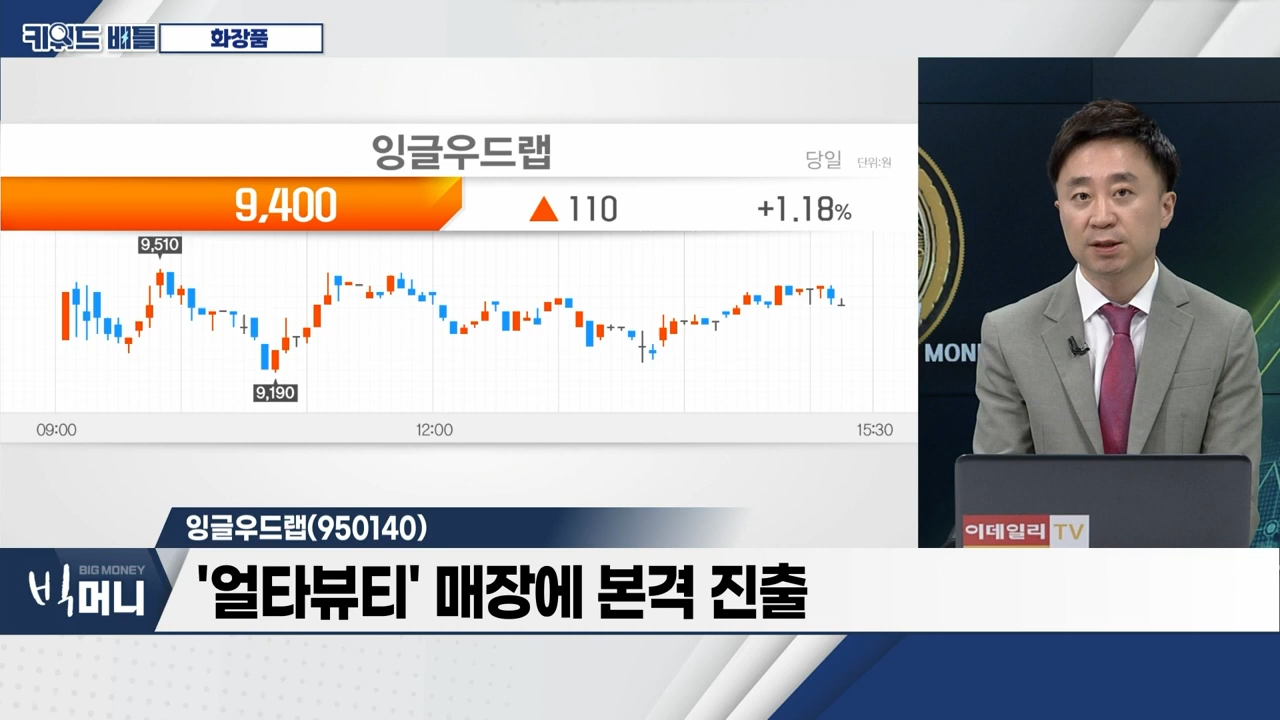 키워드 배틀
화장품
잉글우드랩
당일 단위:원
9,400 ▲ 110 +1.18%
9,510
9,190
09:00 12:00 15:30
MON
이데일리 TV
잉글우드랩(950140)
BIG MONEY
빅머니
'얼타뷰티' 매장에 본격 진출